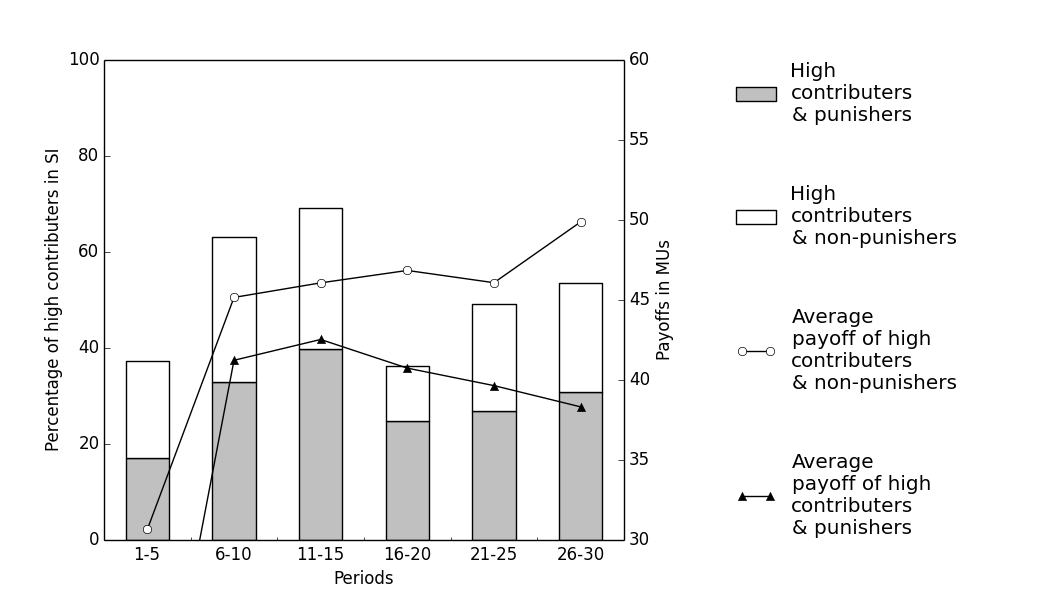 100
80
60
40
20
0
Percentage of high contributers in SI
60
55
50
45
40
35
30
Payoffs in MUs
1-5
6-10
11-15
16-20
21-25
26-30
Periods
High
contributers
& punishers
High
contributers
& non-punishers
Average
payoff of high
contributers
& non-punishers
Average
payoff of high
contributers
& punishers